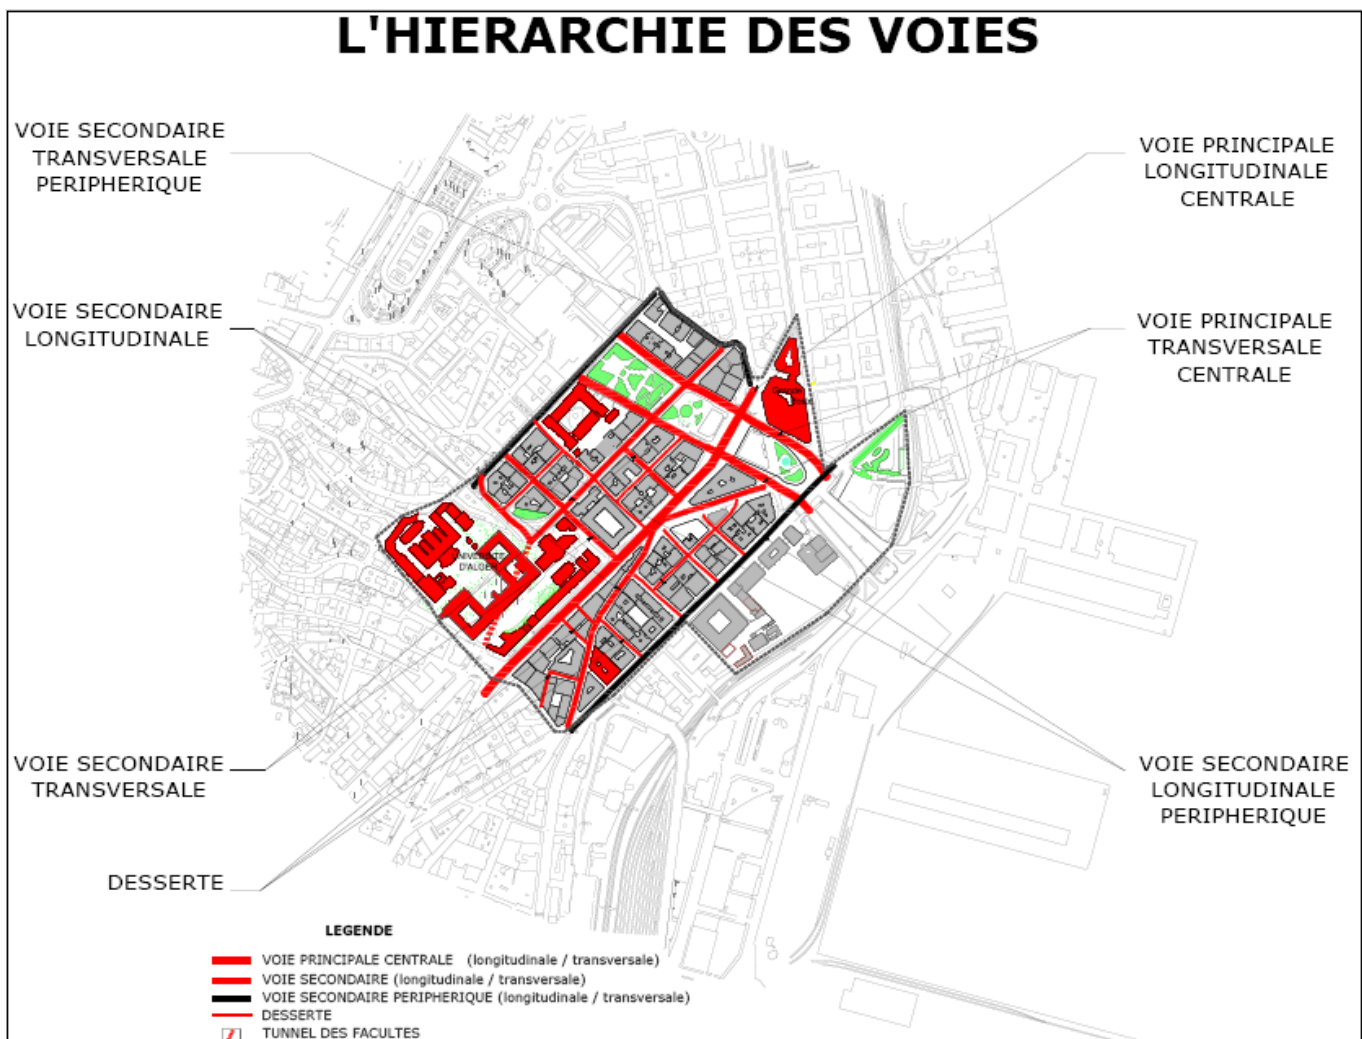 L'HIERARCHIE DES VOIES
VOIE SECONDAIRE
TRANSVERSALE
PERIPHERIQUE
VOIE PRINCIPALE
LONGITUDINALE
CENTRALE
VOIE SECONDAIRE
LONGITUDINALE
VOIE PRINCIPALE
TRANSVERSALE
CENTRALE
Grande
D'ALGER
VOIE SECONDAIRE
TRANSVERSALE
VOIE SECONDAIRE
LONGITUDINALE
PERIPHERIQUE
DESSERTE
LEGENDE
VOIE PRINCIPALE CENTRALE (longitudinale / transversale)
VOIE SECONDAIRE (longitudinale / transversale)
VOIE SECONDAIRE PERIPHERIQUE (longitudinale / transversale)
DESSERTE
TUNNEL DES FACULTES